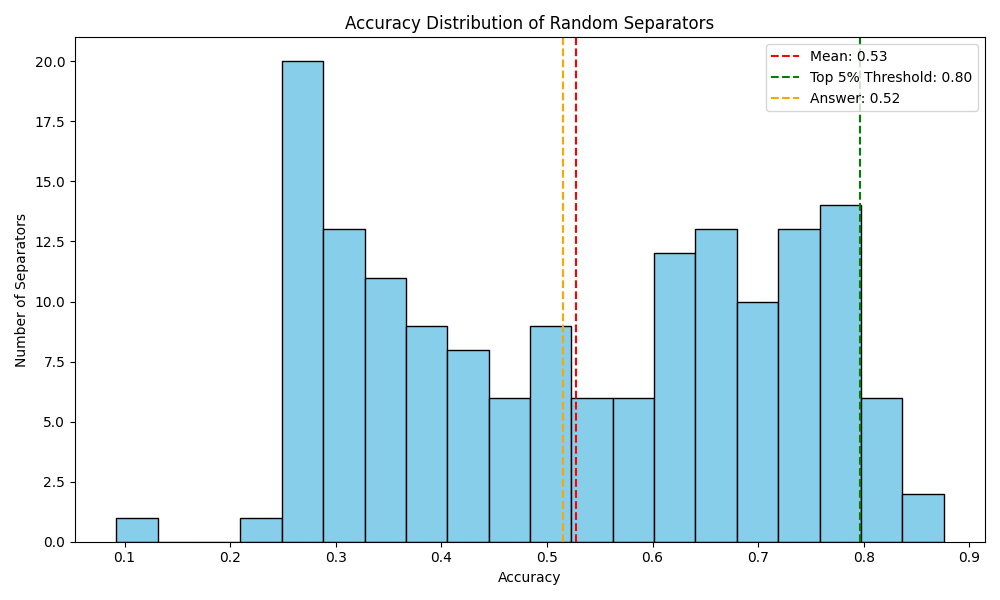 Accuracy Distribution of Random Separators
Mean: 0.53
Top 5% Threshold: 0.80
Answer: 0.52
Number of Separators
20.0
17.5
15.0
12.5
10.0
7.5
5.0
2.5
0.0
0.1 0.2 0.3 0.4 0.5 0.6 0.7 0.8 0.9
Accuracy